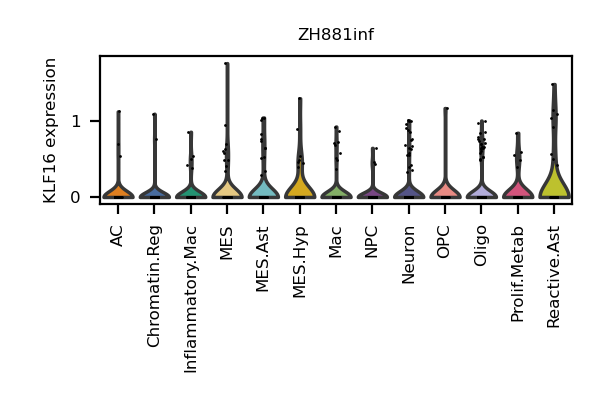 ZH881inf
KLF16 expression
1
0
AC
Chromatin.Reg
Inflammatory.Mac
MES
MES.Ast
MES.Hyp
Mac
NPC
Neuron
OPC
Oligo
Prolif.Metab
Reactive.Ast